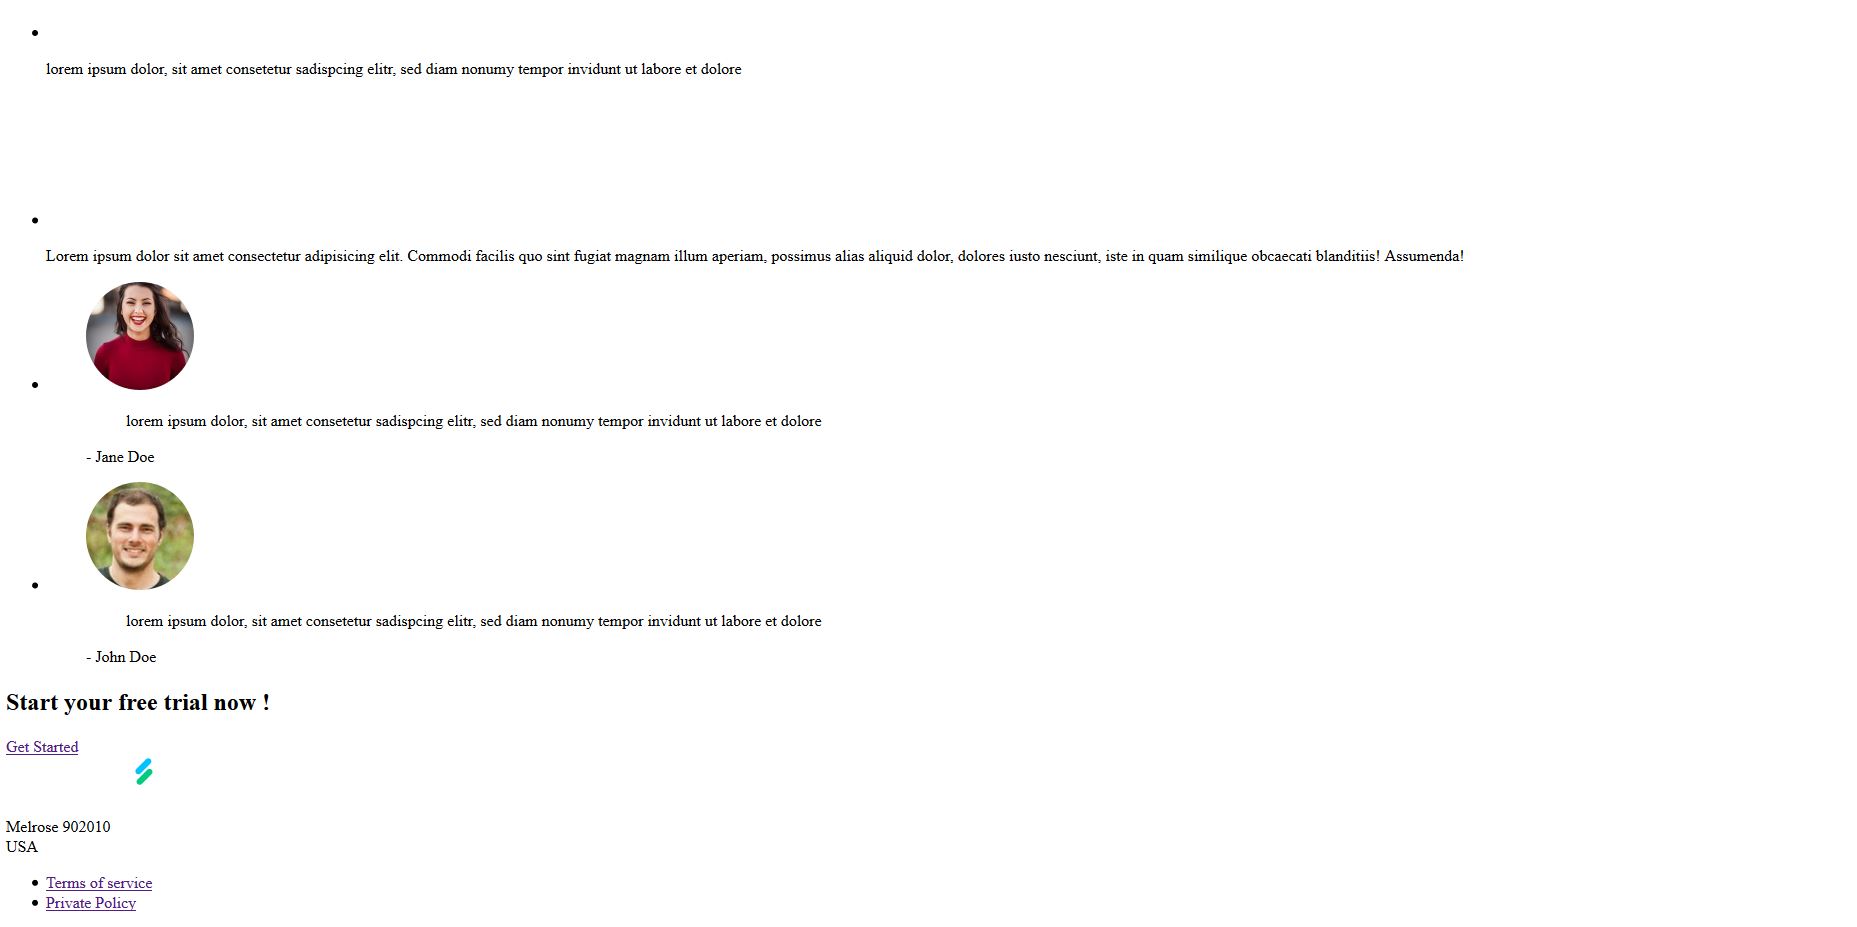 lorem ipsum dolor, sit amet consetetur sadispcing elitr, sed diam nonumy tempor invidunt ut labore et dolore
Lorem ipsum dolor sit amet consectetur adipisicing elit. Commodi facilis quo sint fugiat magnam illum aperiam, possimus alias aliquid dolor, dolores iusto nesciunt, iste in quam similique obcaecati blanditiis! Assumenda!
lorem ipsum dolor, sit amet consetetur sadispcing elitr, sed diam nonumy tempor invidunt ut labore et dolore
- Jane Doe
lorem ipsum dolor, sit amet consetetur sadispcing elitr, sed diam nonumy tempor invidunt ut labore et dolore
- John Doe
Start your free trial now !
Get Started
Melrose 902010
USA
Terms of service
Private Policy